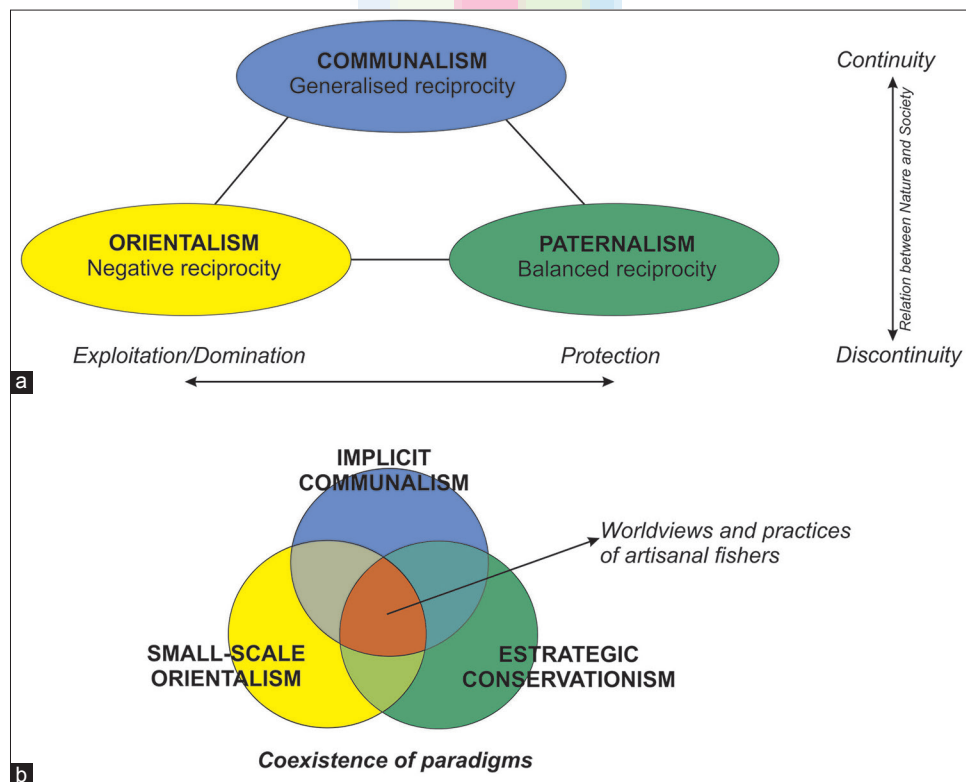 COMMUNALISM
Generalised reciprocity
ORIENTALISM
Negative reciprocity
PATERNALISM
Balanced reciprocity
Continuity
Relation between Nature and Society
Discontinuity
Exploitation/Domination
Protection
a
IMPLICIT
COMMUNALISM
Worldviews and practices
of artisanal fishers
SMALL-SCALE
ORIENTALISM
ESTRATEGIC
CONSERVATIONISM
Coexistence of paradigms
b